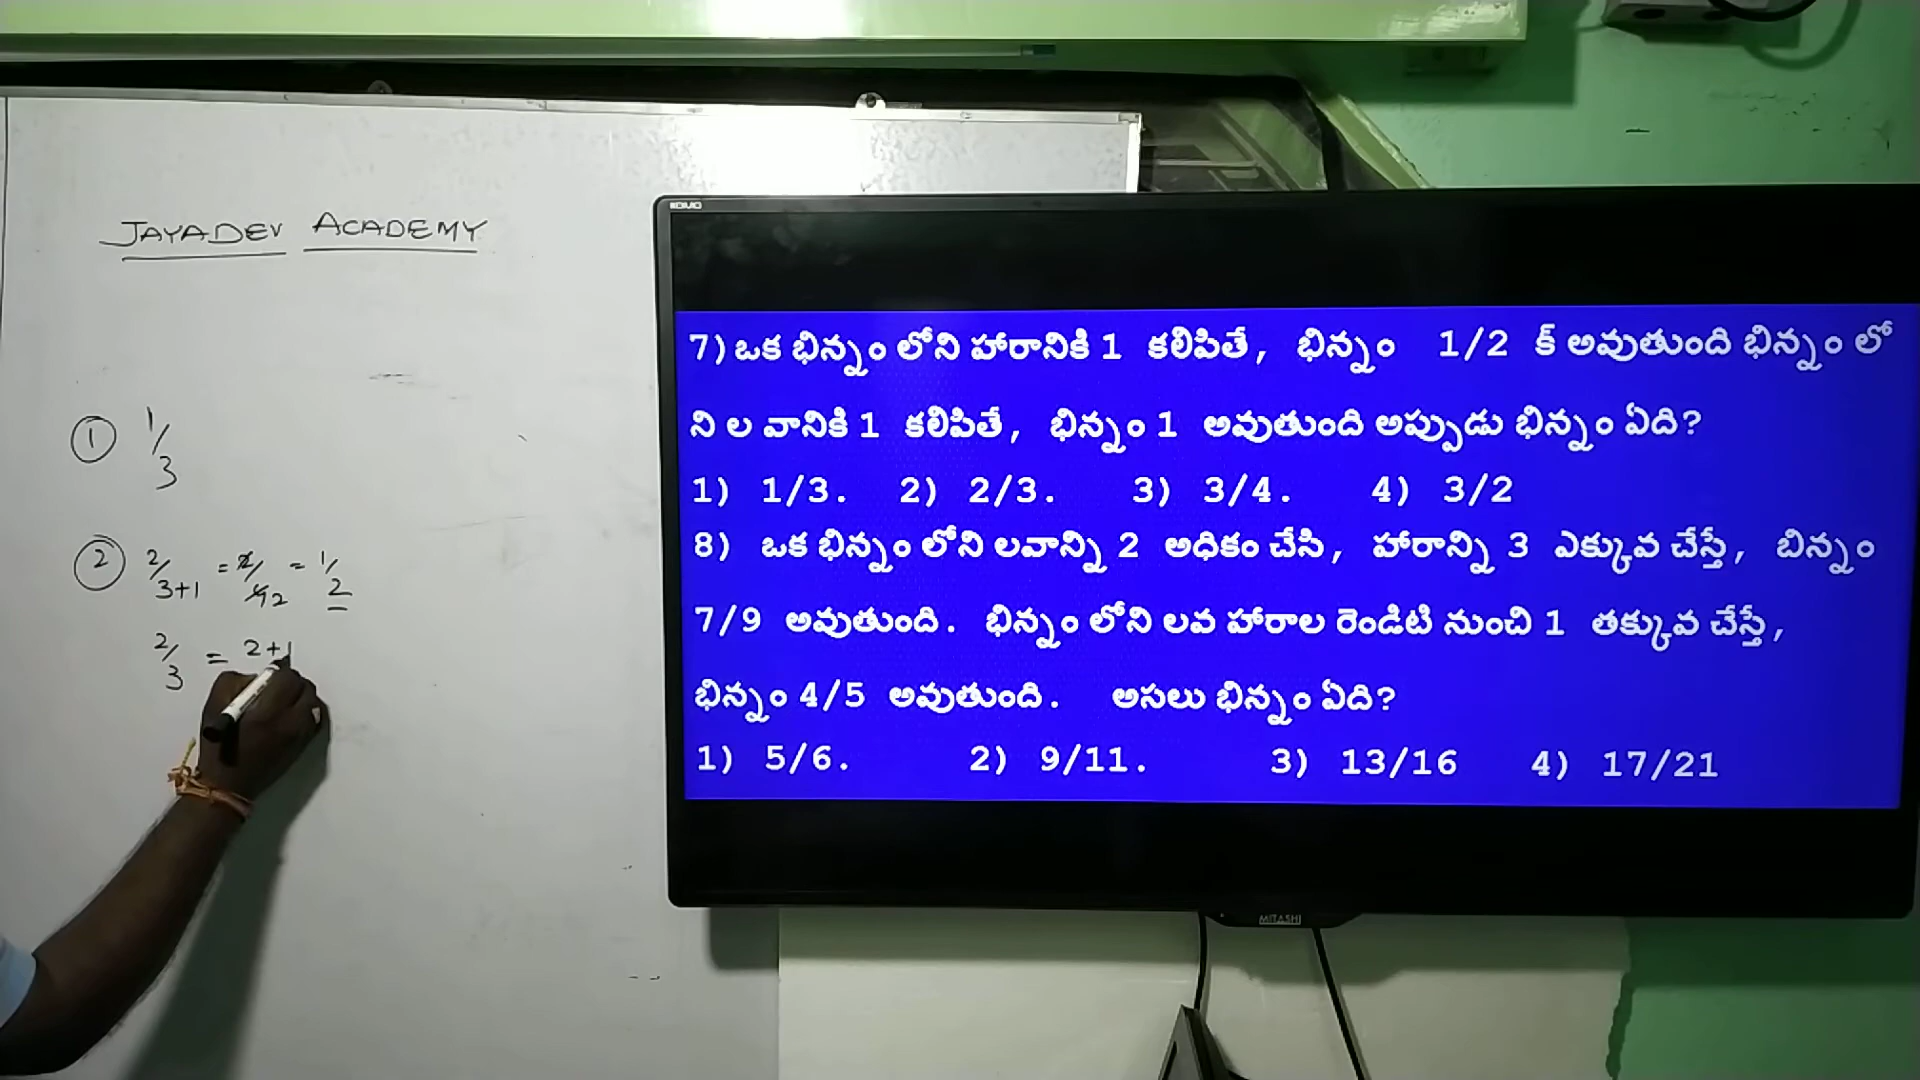 JAYADEV ACADEMY
① 1/3
② 2/3+1 = 2/4 2 = 1/2
2/3 = 2+1
7)ఒక భిన్నం లోని హారానికి 1 కలిపితే, భిన్నం 1/2 క్ అవుతుంది భిన్నం లో
ని ల వానికి 1 కలిపితే, భిన్నం 1 అవుతుంది అప్పుడు భిన్నం ఏది?
1) 1/3. 2) 2/3. 3) 3/4. 4) 3/2
8) ఒక భిన్నం లోని లవాన్ని 2 అధికం చేసి, హారాన్ని 3 ఎక్కువ చేస్తే, బిన్నం
7/9 అవుతుంది. భిన్నం లోని లవ హారాల రెండిటి నుంచి 1 తక్కువ చేస్తే,
భిన్నం 4/5 అవుతుంది. అసలు భిన్నం ఏది?
1) 5/6. 2) 9/11. 3) 13/16 4) 17/21
MITASHI